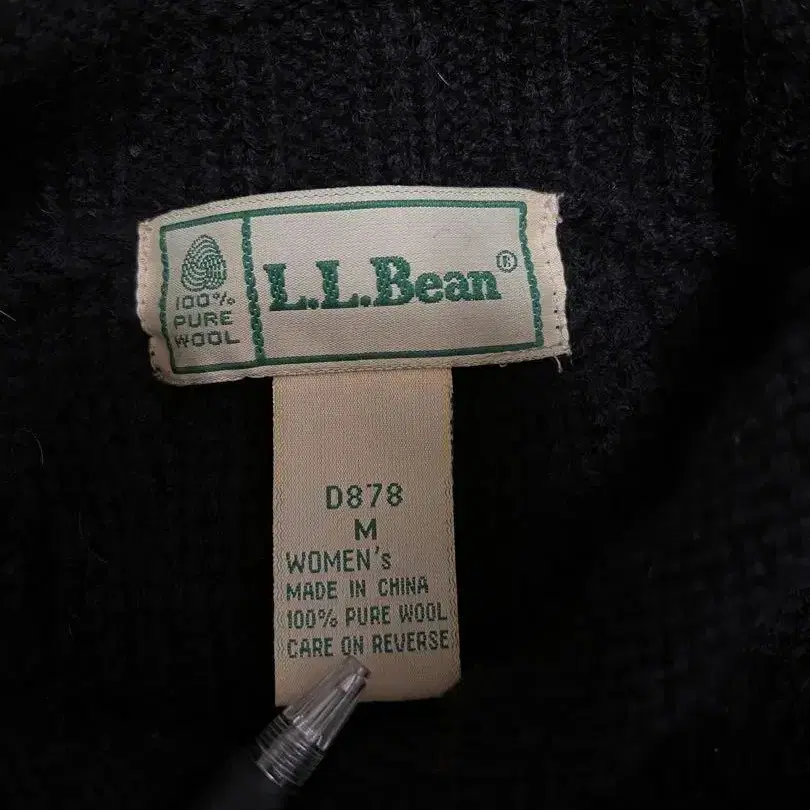 100%
PURE
WOOL
L.L.Bean®
D878
M
WOMEN's
MADE IN CHINA
100% PURE WOOL
CARE ON REVERSE